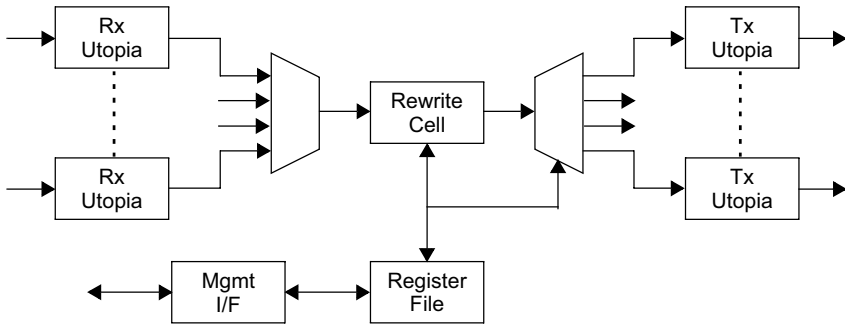 Rx
Utopia
Tx
Utopia
Rewrite
Cell
Rx
Utopia
Tx
Utopia
Mgmt
I/F
Register
File